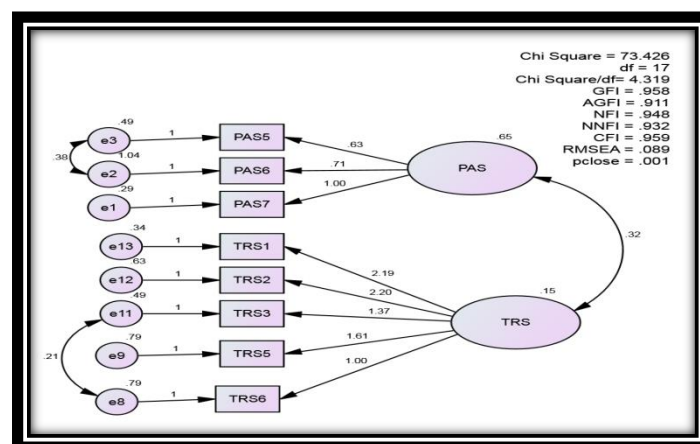 Chi Square = 73.426
df = 17
Chi Square/df= 4.319
GFI = .958
AGFI = .911
NFI = .948
NNFI = .932
CFI = .959
RMSEA = .089
pclose = .001
.49
e3
1
PAS5
.63
.65
.38
1.04
e2
1
PAS6
.71
PAS
.29
e1
1
PAS7
1.00
.34
e13
1
TRS1
.32
.63
e12
1
TRS2
2.19
.49
e11
1
TRS3
2.20
1.37
.15
TRS
.79
e9
1
TRS5
1.61
.21
.79
e8
1
TRS6
1.00